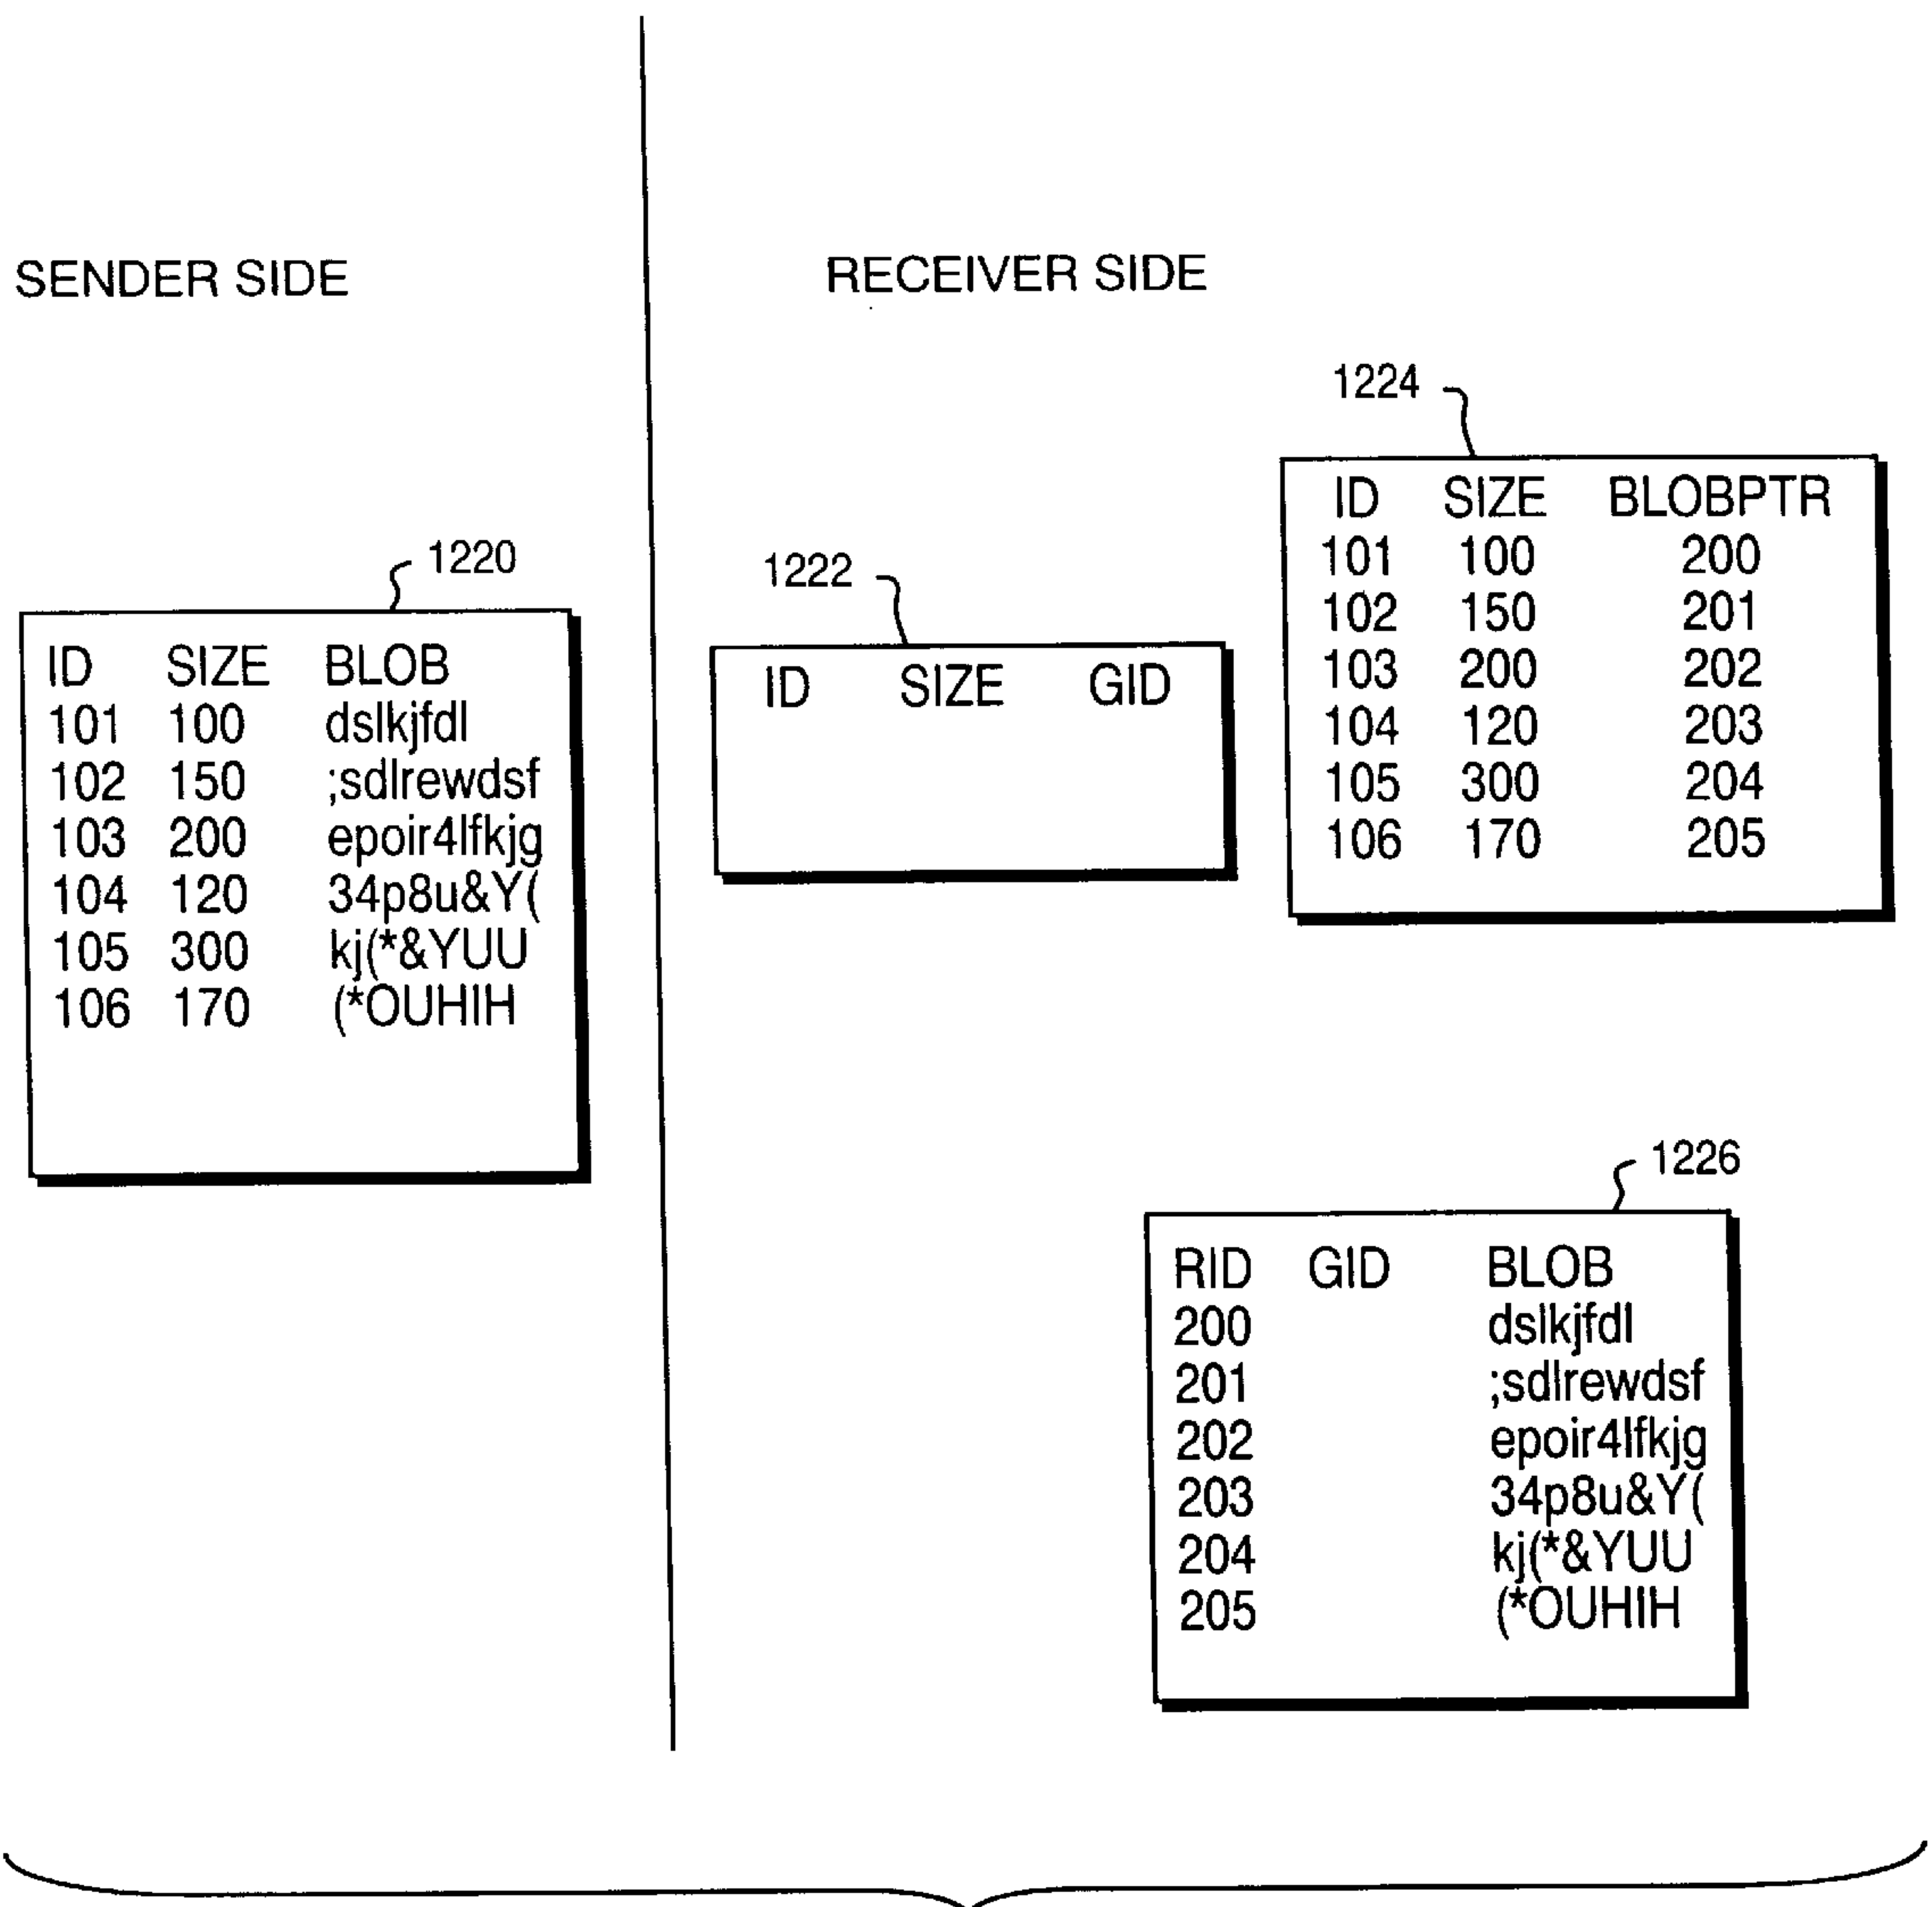 SENDER SIDE
RECEIVER SIDE
1220
ID SIZE BLOB
101 100 dslkjfdl
102 150 ;sdlrewdsf
103 200 epoir4lfkjg
104 120 34p8u&Y(
105 300 kj(*&YUU
106 170 (*OUHIH
1222
ID SIZE GID
1224
ID SIZE BLOBPTR
101 100 200
102 150 201
103 200 202
104 120 203
105 300 204
106 170 205
1226
RID GID BLOB
200 dslkjfdl
201 ;sdlrewdsf
202 epoir4lfkjg
203 34p8u&Y(
204 kj(*&YUU
205 (*OUHIH